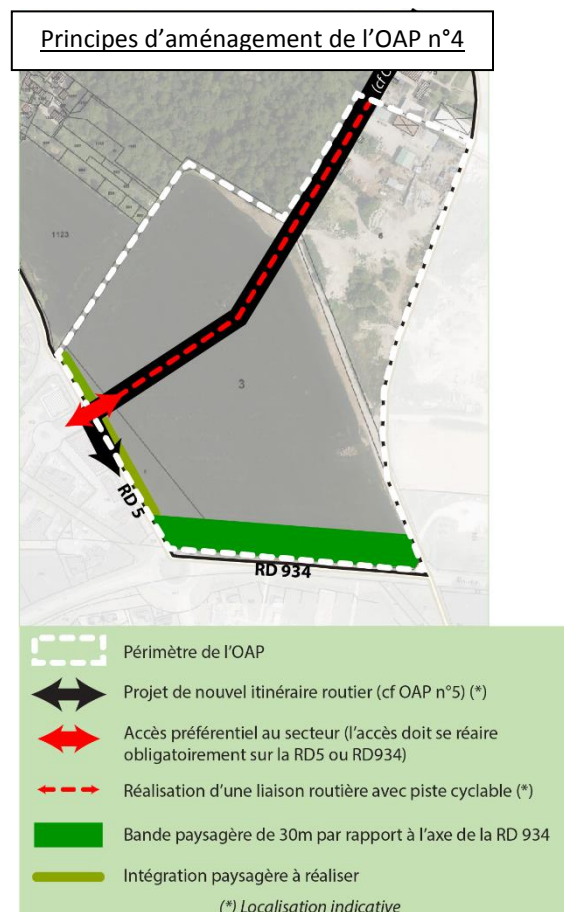 Principes d’aménagement de l’OAP n°4
(cf O
1123
6
3
RD 5
RD 934
Périmètre de l’OAP
Projet de nouvel itinéraire routier (cf OAP n°5) (*)
Accès préférentiel au secteur (l’accès doit se réaire
obligatoirement sur la RD5 ou RD934)
Réalisation d’une liaison routière avec piste cyclable (*)
Bande paysagère de 30m par rapport à l’axe de la RD 934
Intégration paysagère à réaliser
(*) Localisation indicative